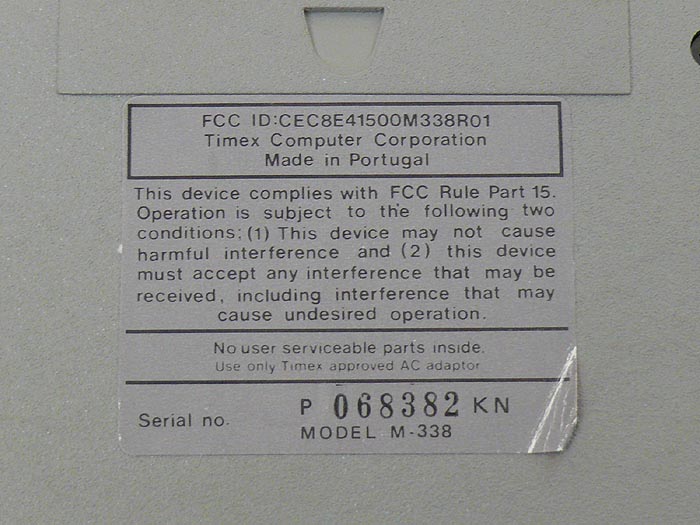 FCC ID:CEC8E41500M338R01
Timex Computer Corporation
Made in Portugal
This device complies with FCC Rule Part 15.
Operation is subject to the following two
conditions; (1) This device may not cause
harmful interference and (2) this device
must accept any interference that may be
received, including interference that may
cause undesired operation.
No user serviceable parts inside.
Use only Timex approved AC adaptor
Serial no. P 068382 KN
MODEL M-338